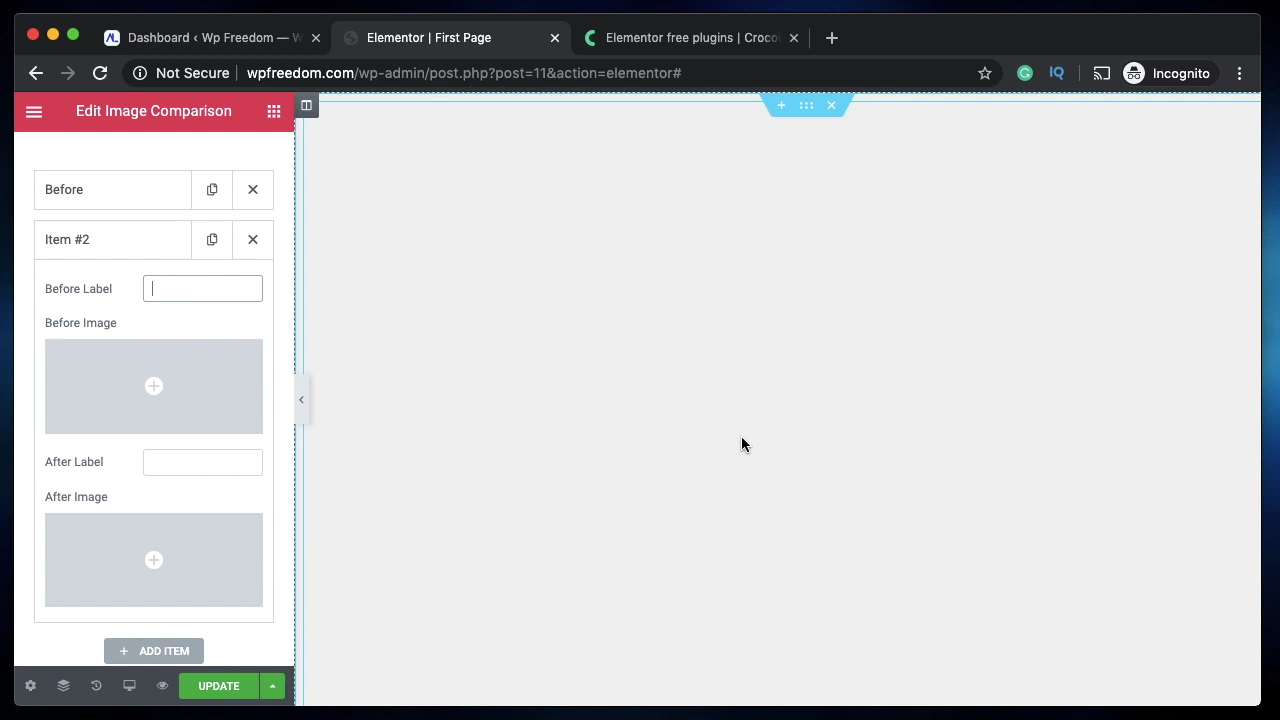 Dashboard ‹ Wp Freedom — W
Elementor | First Page
Elementor free plugins | Croco
Not Secure
wpfreedom.com/wp-admin/post.php?post=11&action=elementor#
IQ
Incognito
Edit Image Comparison
Before
Item #2
Before Label
Before Image
After Label
After Image
ADD ITEM
UPDATE